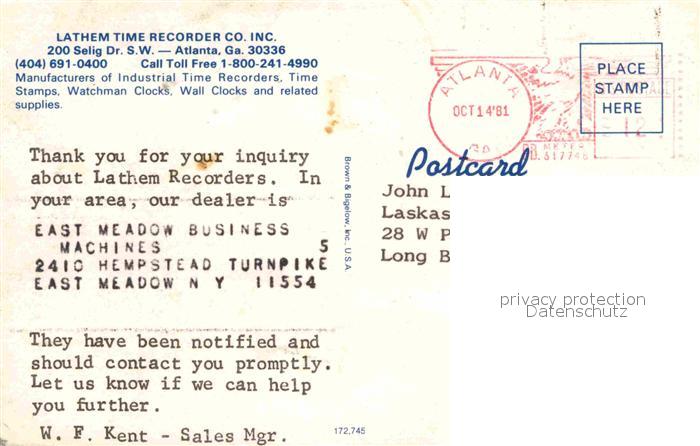 LATHEM TIME RECORDER CO. INC.
200 Selig Dr. S.W. — Atlanta, Ga. 30336
(404) 691-0400 Call Toll Free 1-800-241-4990
Manufacturers of Industrial Time Recorders, Time
Stamps, Watchman Clocks, Wall Clocks and related
supplies.
Thank you for your inquiry
about Lathem Recorders. In
your area, our dealer is
EAST MEADOW BUSINESS
MACHINES 5
2410 HEMPSTEAD TURNPIKE
EAST MEADOW N Y 11554
They have been notified and
should contact you promptly.
Let us know if we can help
you further.
W. F. Kent - Sales Mgr.
172,745
Brown & Bigelow, Inc., U.S.A.
ATLANTA
OCT 14'81
GA
PB METER
317746
12
PLACE
STAMP
HERE
Postcard
John L
Laskas
28 W P
Long B
privacy protection
Datenschutz